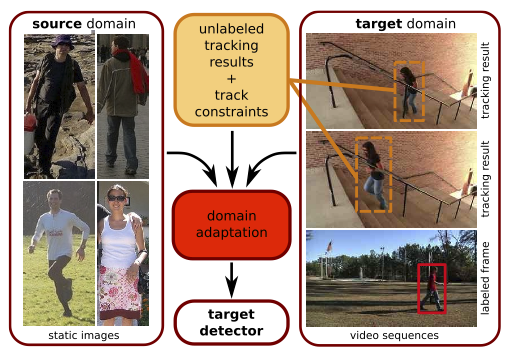 source domain
static images
unlabeled
tracking
results
+
track
constraints
domain
adaptation
target
detector
target domain
tracking result
tracking result
labeled frame
video sequences